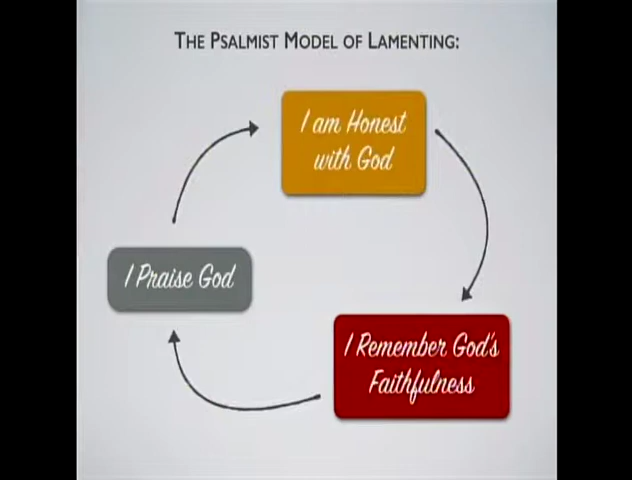 THE PSALMIST MODEL OF LAMENTING:
I am Honest
with God
I Remember God's
Faithfulness
I Praise God